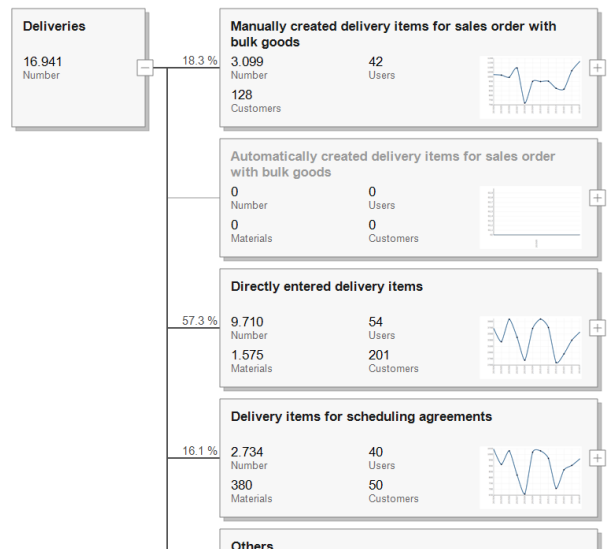 Deliveries
16.941
Number
18.3 %
Manually created delivery items for sales order with
bulk goods
3.099
42
Number
Users
128
Customers
Automatically created delivery items for sales order
with bulk goods
0
0
Number
Users
0
0
Materials
Customers
57.3 %
Directly entered delivery items
9.710
54
Number
Users
1.575
201
Materials
Customers
16.1 %
Delivery items for scheduling agreements
2.734
40
Number
Users
380
50
Materials
Customers
Others